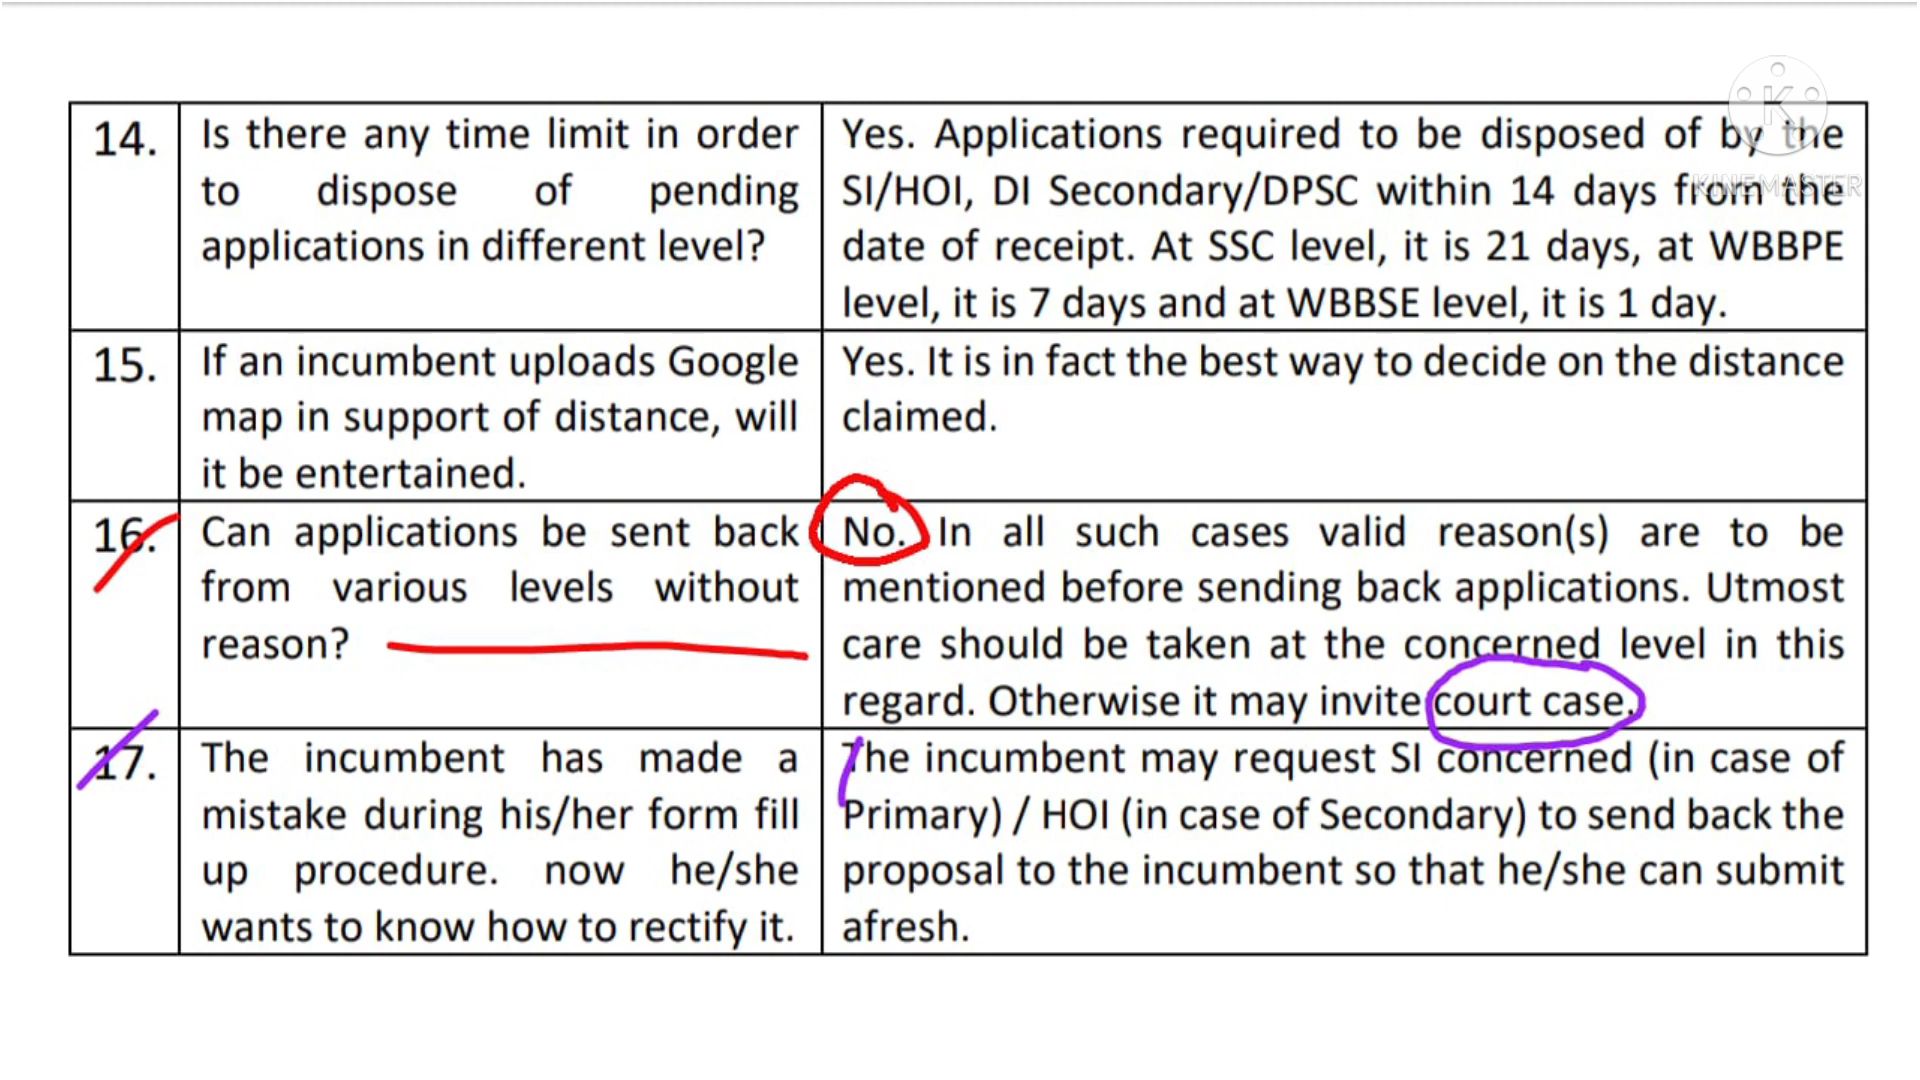 14.
Is there any time limit in order
to dispose of pending
applications in different level?
Yes. Applications required to be disposed of by the
SI/HOI, DI Secondary/DPSC within 14 days from the
date of receipt. At SSC level, it is 21 days, at WBBPE
level, it is 7 days and at WBBSE level, it is 1 day.
15.
If an incumbent uploads Google
map in support of distance, will
it be entertained.
Yes. It is in fact the best way to decide on the distance
claimed.
16.
Can applications be sent back
from various levels without
reason?
No. In all such cases valid reason(s) are to be
mentioned before sending back applications. Utmost
care should be taken at the concerned level in this
regard. Otherwise it may invite court case.
17.
The incumbent has made a
mistake during his/her form fill
up procedure. now he/she
wants to know how to rectify it.
The incumbent may request SI concerned (in case of
Primary) / HOI (in case of Secondary) to send back the
proposal to the incumbent so that he/she can submit
afresh.
K
KINEMASTER